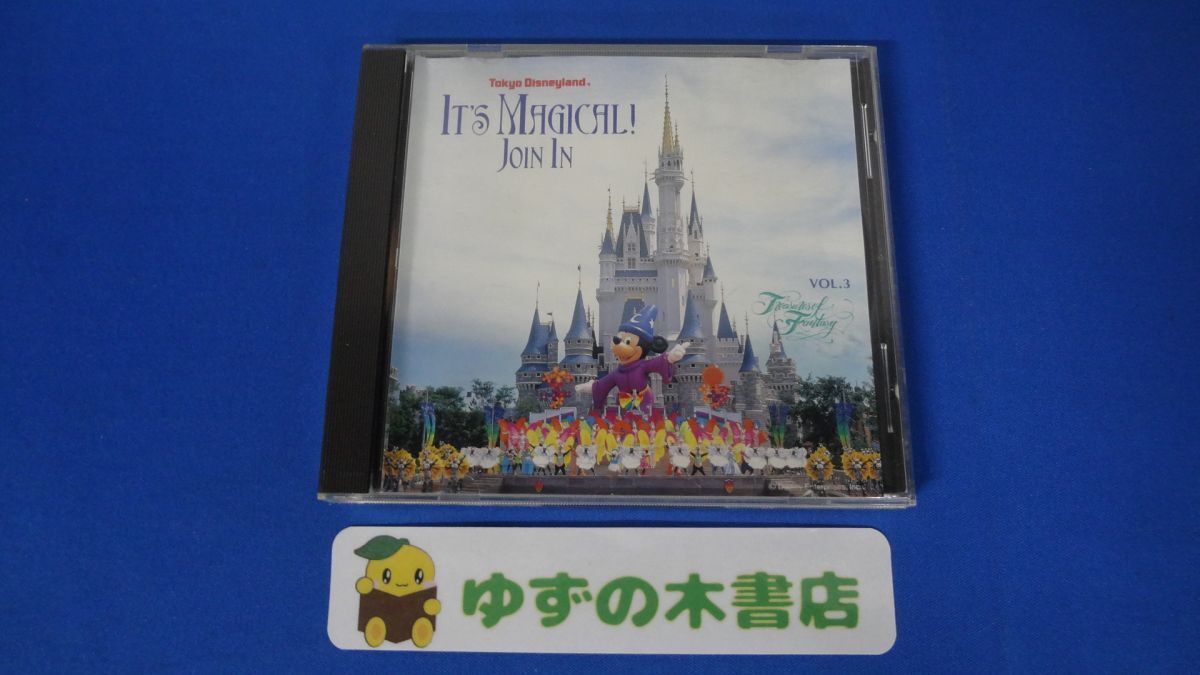 Tokyo Disneyland®
IT'S MAGICAL!
JOIN IN
VOL.3
Treasures of
Fantasy
ゆずの木書店